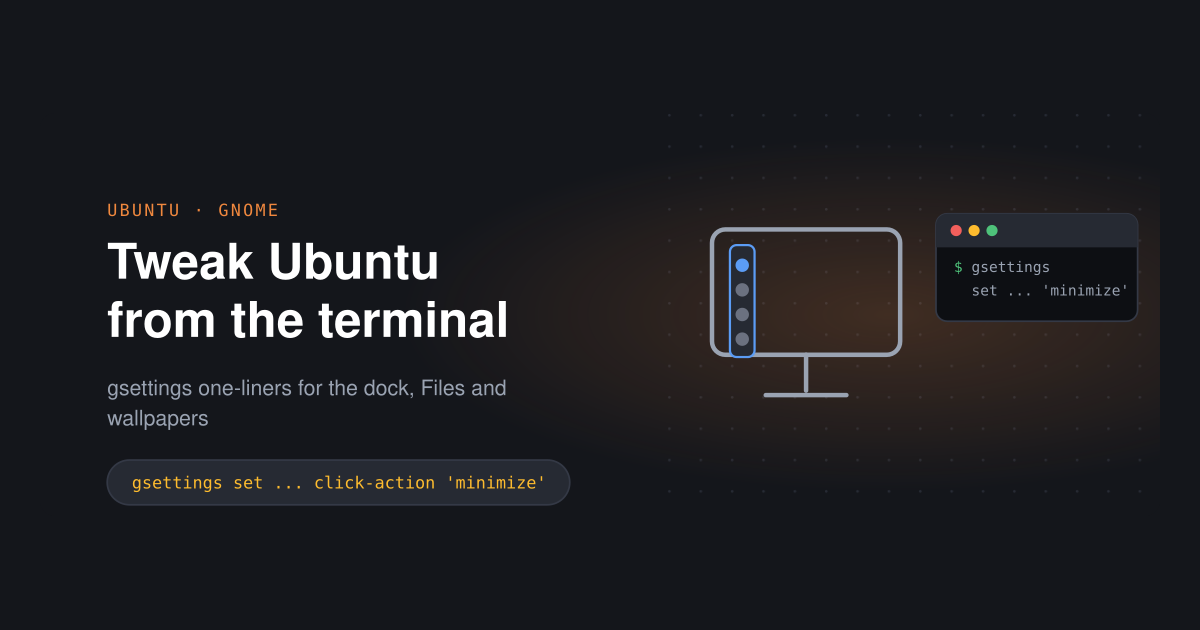 UBUNTU · GNOME
Tweak Ubuntu
from the terminal
gsettings one-liners for the dock, Files and
wallpapers
gsettings set ... click-action 'minimize'
$ gsettings
set ... 'minimize'